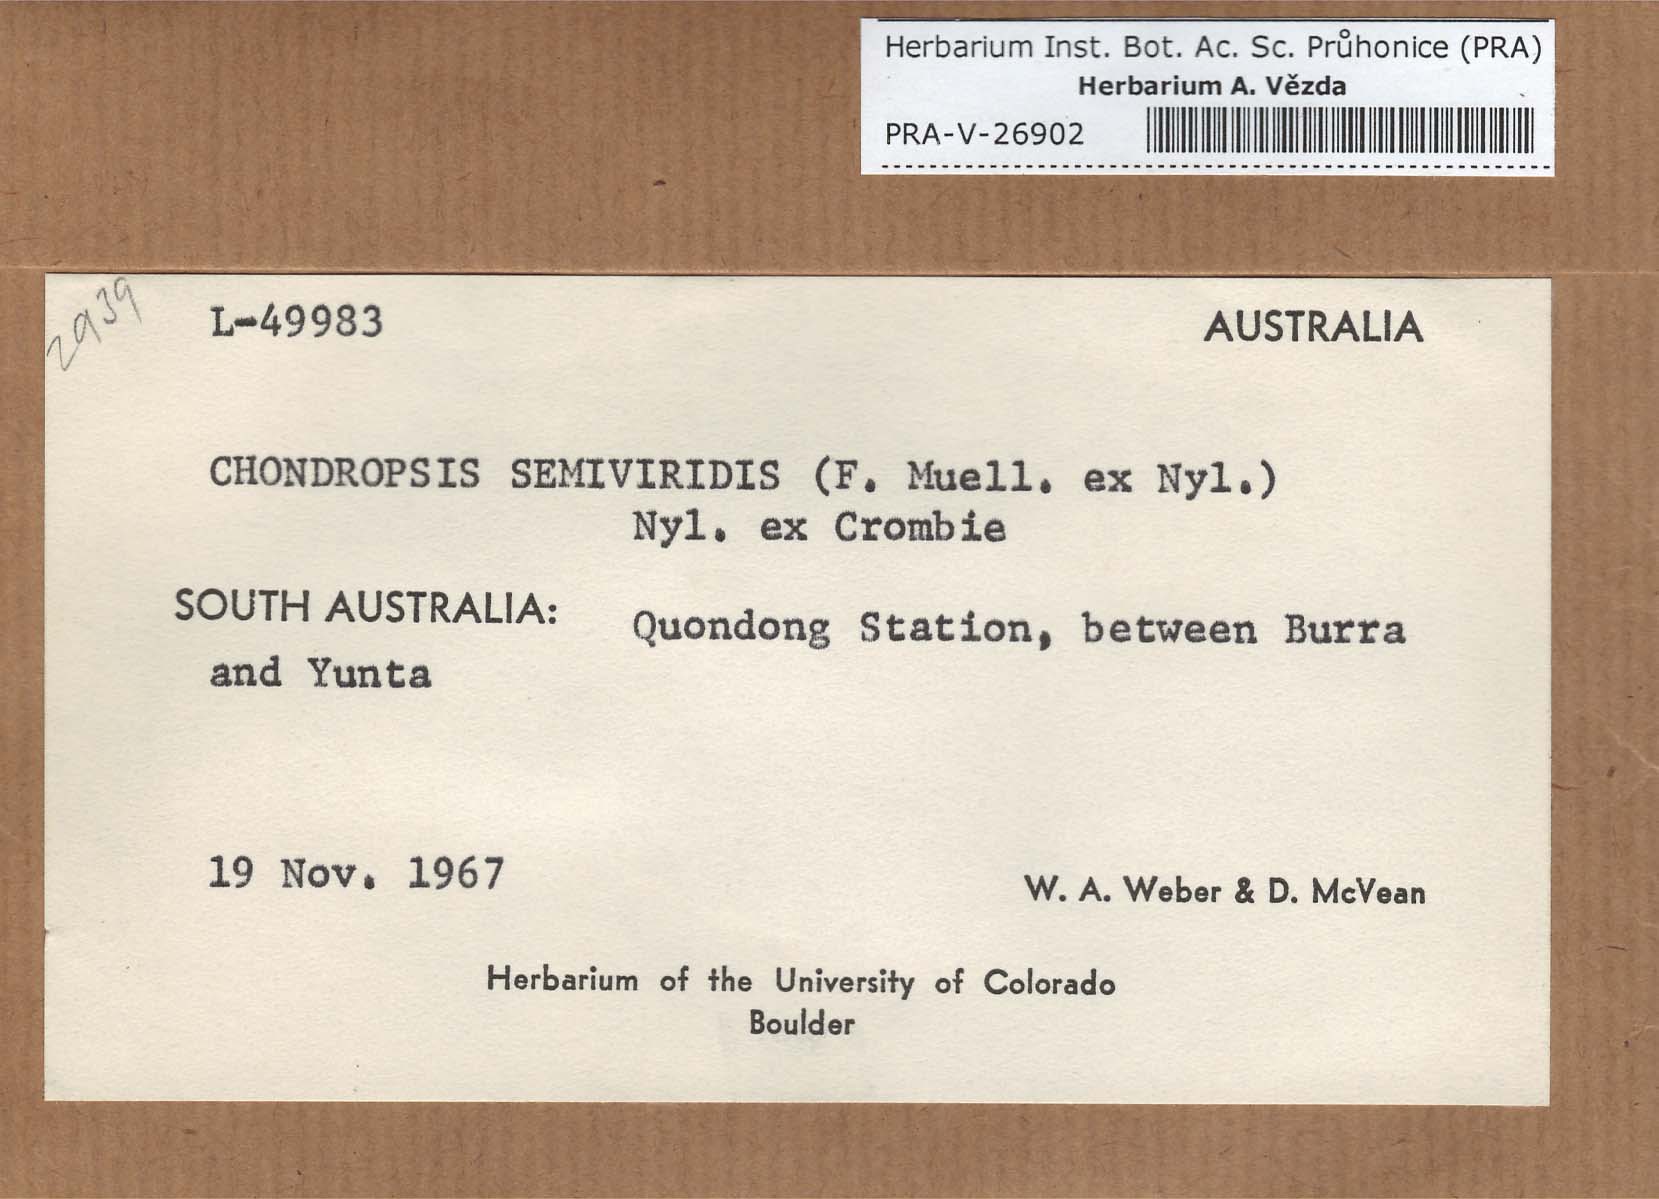 Herbarium Inst. Bot. Ac. Sc. Průhonice (PRA)
Herbarium A. Vězda
PRA-V-26902
2939
L-49983
AUSTRALIA
CHONDROPSIS SEMIVIRIDIS (F. Muell. ex Nyl.)
Nyl. ex Crombie
SOUTH AUSTRALIA: Quondong Station, between Burra
and Yunta
19 Nov. 1967
W. A. Weber & D. McVean
Herbarium of the University of Colorado
Boulder